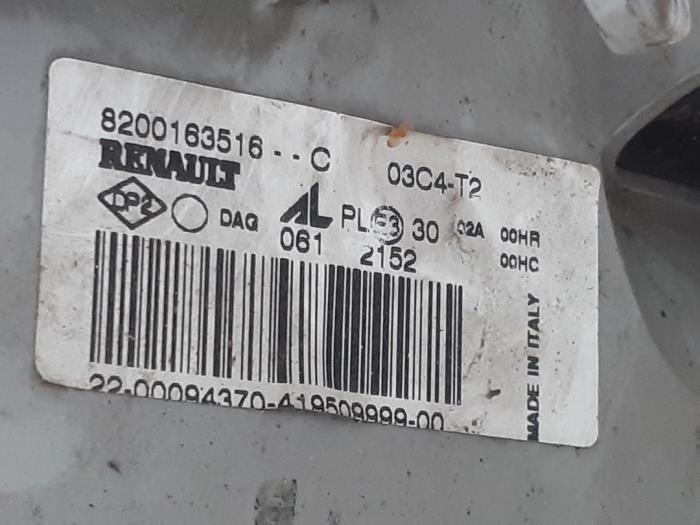 8200163516--C 03C4-T2
RENAULT
DP2 DAG AL PL E3 30 02A 00HR
061 2152 00HC
22-00094370-419509999-00
MADE IN ITALY